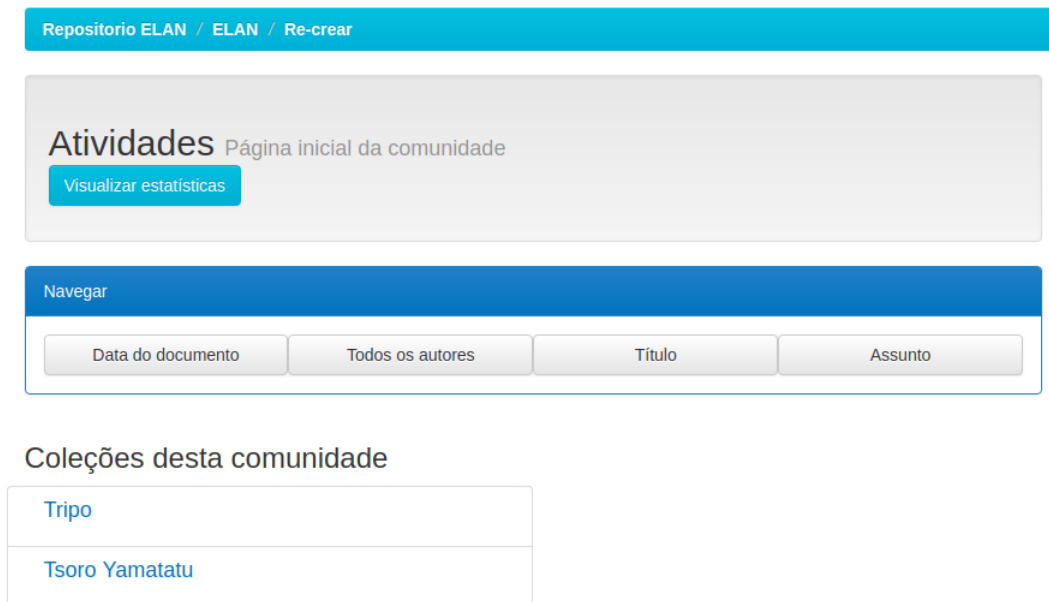 Repositorio ELAN / ELAN / Re-crear
Atividades Página inicial da comunidade
Visualizar estatísticas
Navegar
Data do documento Todos os autores Título Assunto
Coleções desta comunidade
Tripo
Tsoro Yamatatu